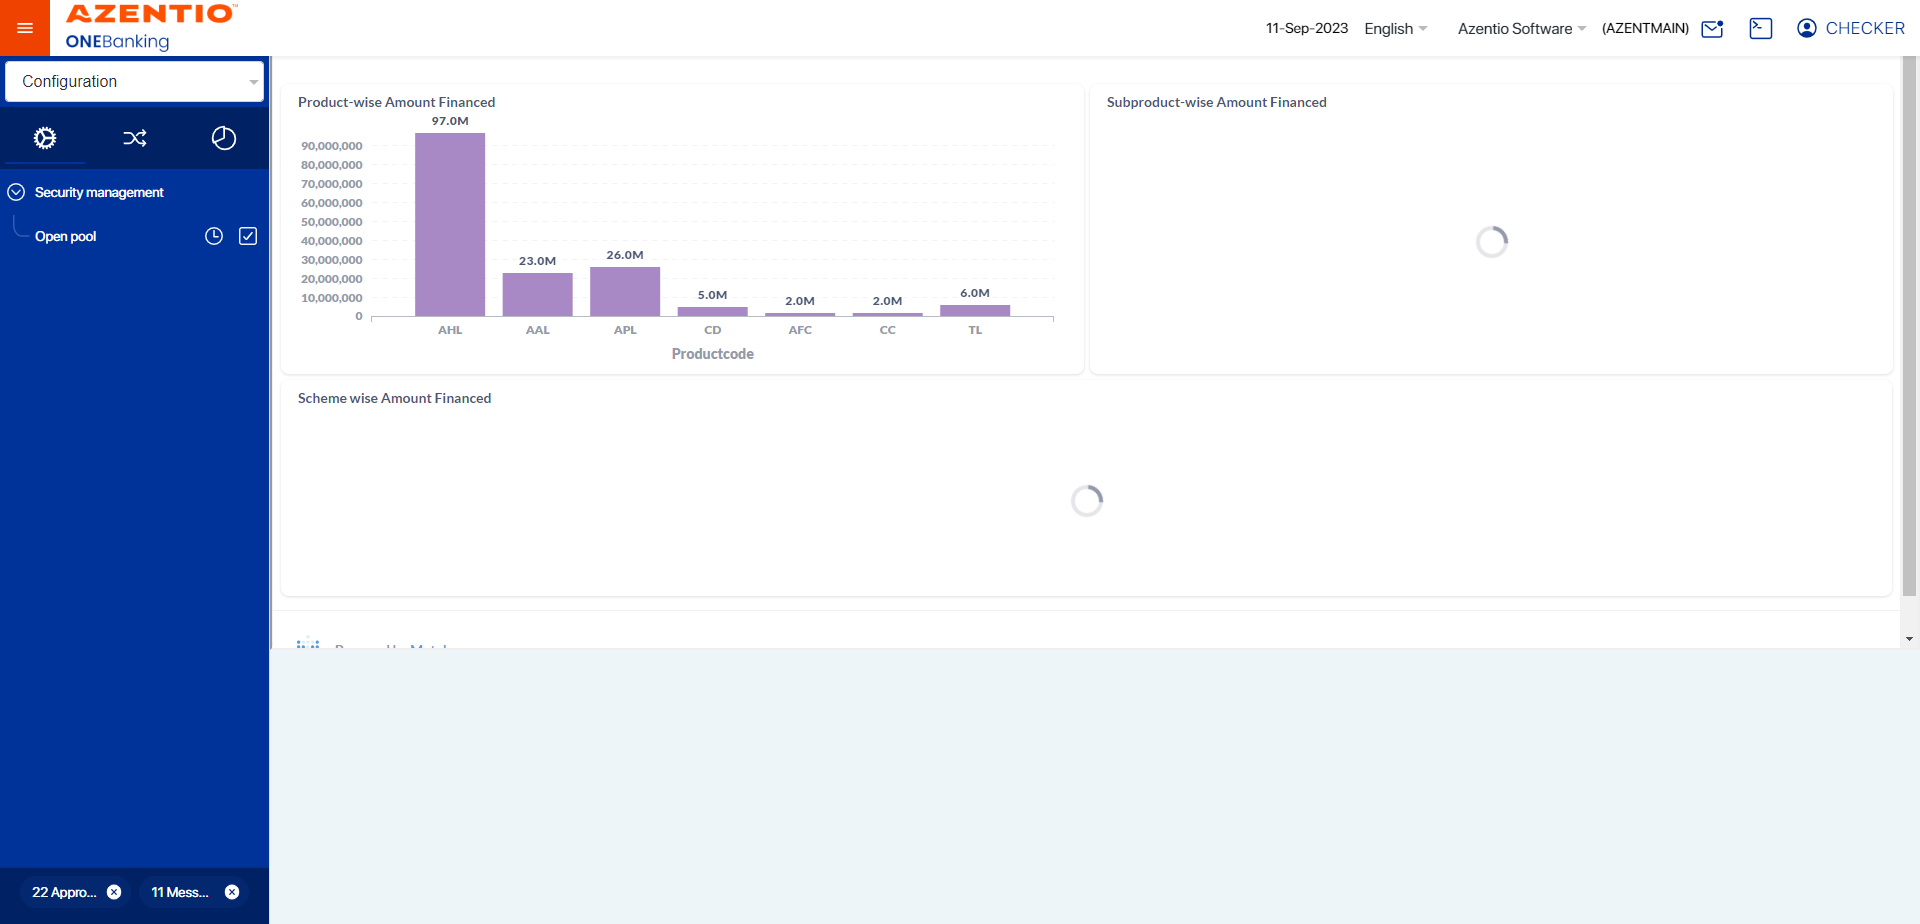 AZENTIO™
ONEBanking
11-Sep-2023 English Azentio Software (AZENTMAIN) CHECKER
Configuration
Security management
Open pool
22 Appro...
11 Mess...
Product-wise Amount Financed
97.0M
90,000,000
80,000,000
70,000,000
60,000,000
50,000,000
40,000,000
30,000,000
20,000,000
10,000,000
0
23.0M
26.0M
5.0M
2.0M
2.0M
6.0M
AHL AAL APL CD AFC CC TL
Productcode
Subproduct-wise Amount Financed
Scheme wise Amount Financed